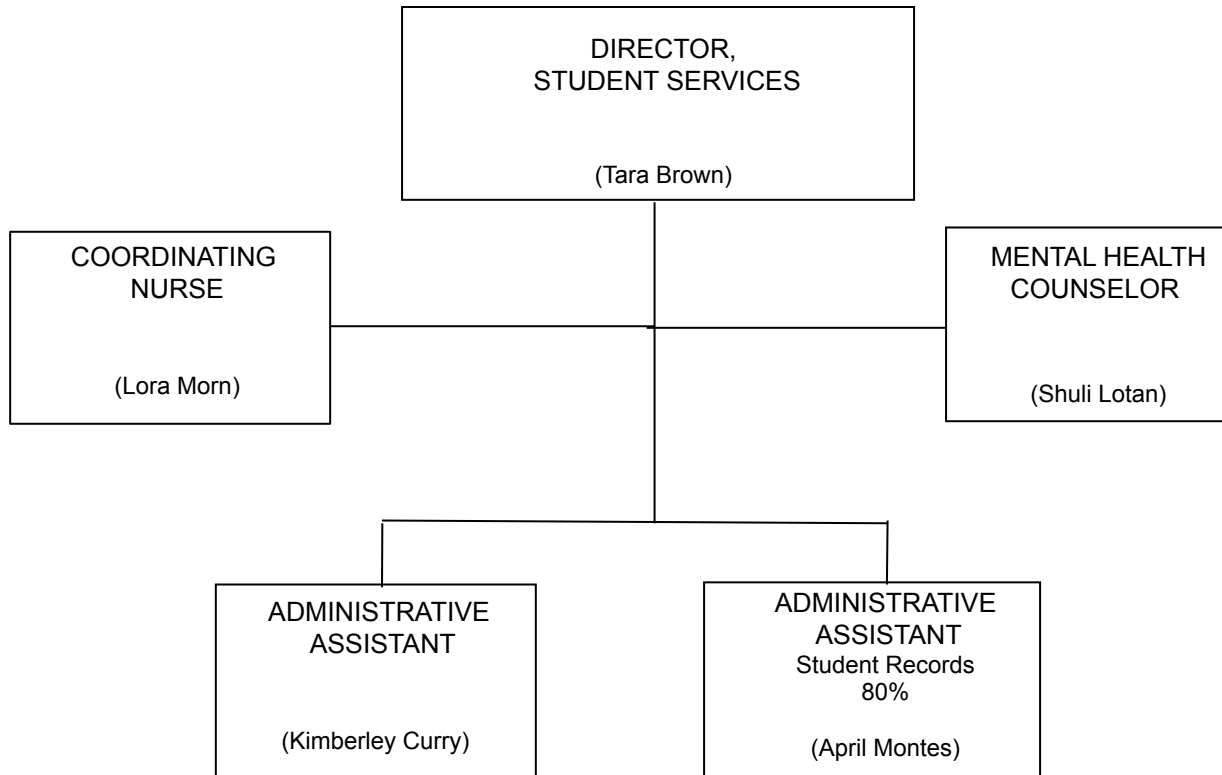 DIRECTOR,
STUDENT SERVICES
(Tara Brown)
COORDINATING
NURSE
(Lora Morn)
MENTAL HEALTH
COUNSELOR
(Shuli Lotan)
ADMINISTRATIVE
ASSISTANT
(Kimberley Curry)
ADMINISTRATIVE
ASSISTANT
Student Records
80%
(April Montes)